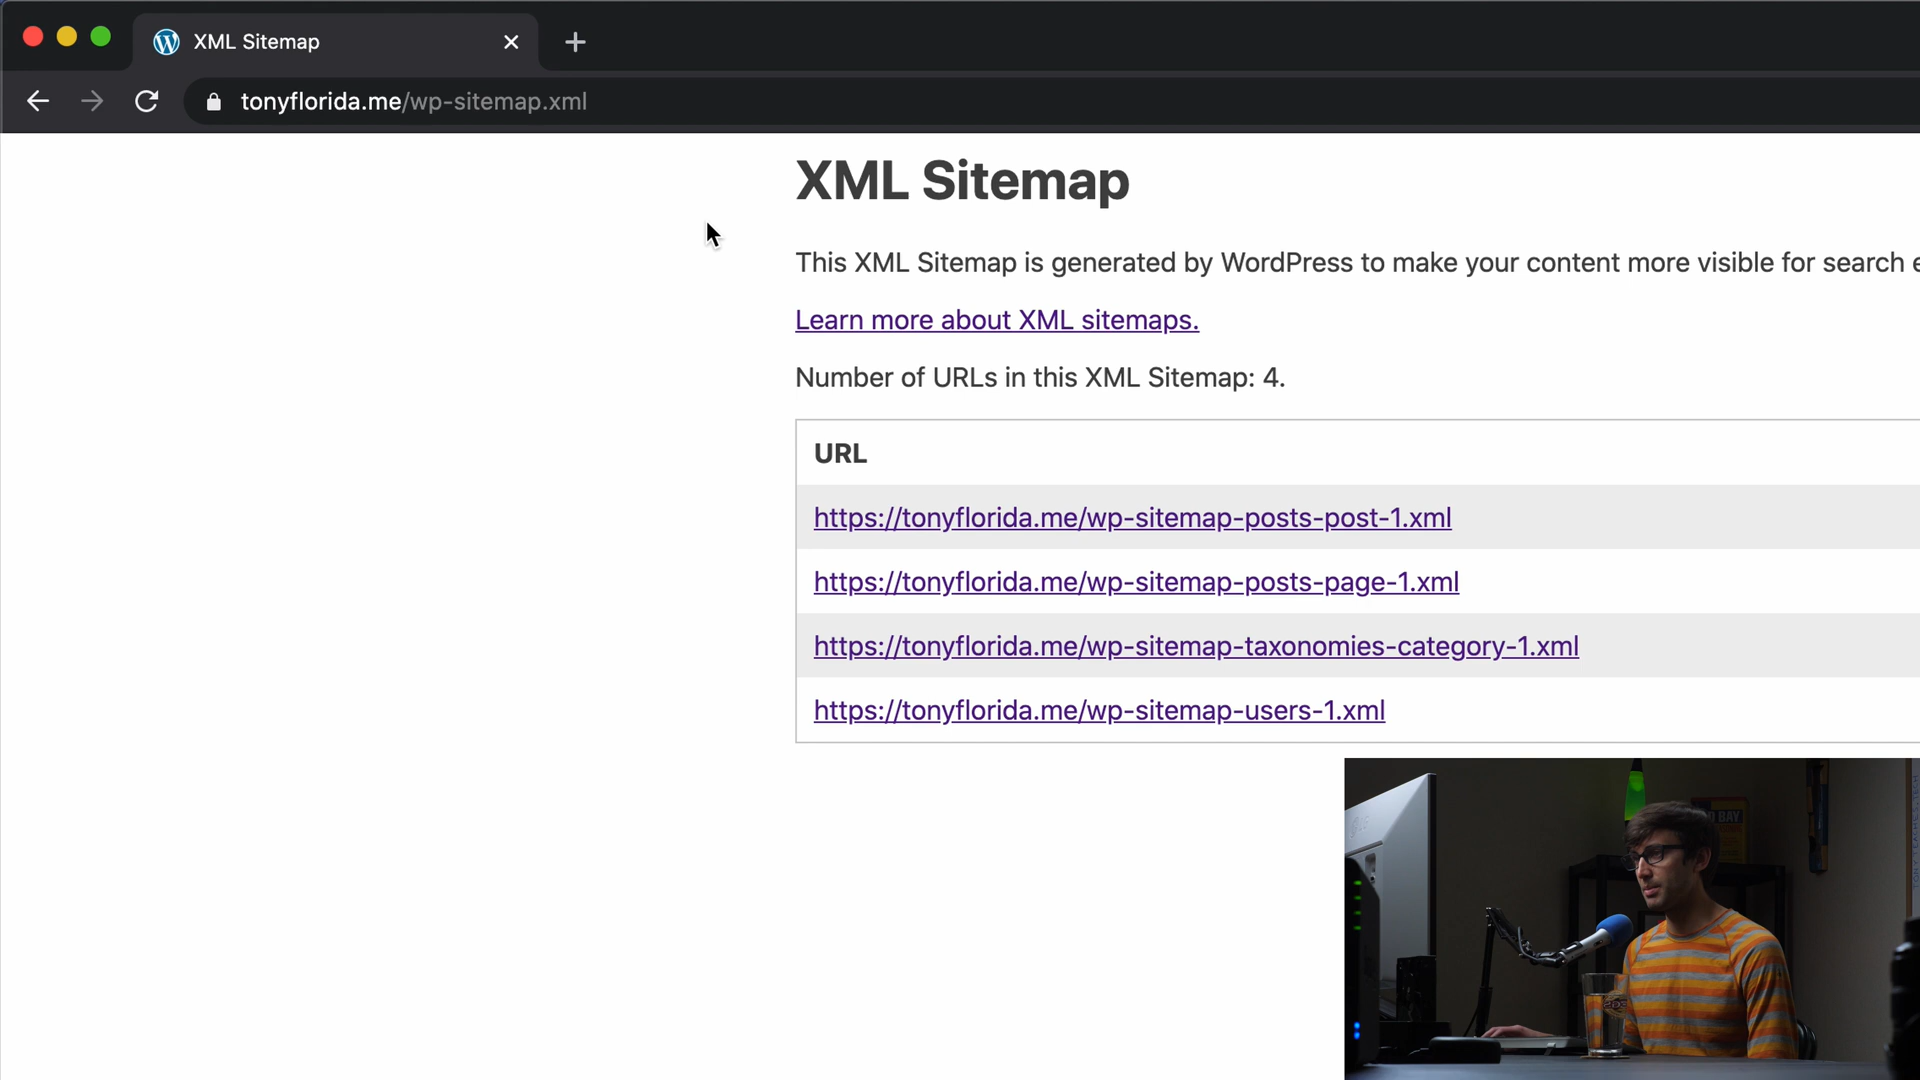 XML Sitemap
tonyflorida.me/wp-sitemap.xml
XML Sitemap
This XML Sitemap is generated by WordPress to make your content more visible for search
Learn more about XML sitemaps.
Number of URLs in this XML Sitemap: 4.
URL
https://tonyflorida.me/wp-sitemap-posts-post-1.xml
https://tonyflorida.me/wp-sitemap-posts-page-1.xml
https://tonyflorida.me/wp-sitemap-taxonomies-category-1.xml
https://tonyflorida.me/wp-sitemap-users-1.xml
BAY